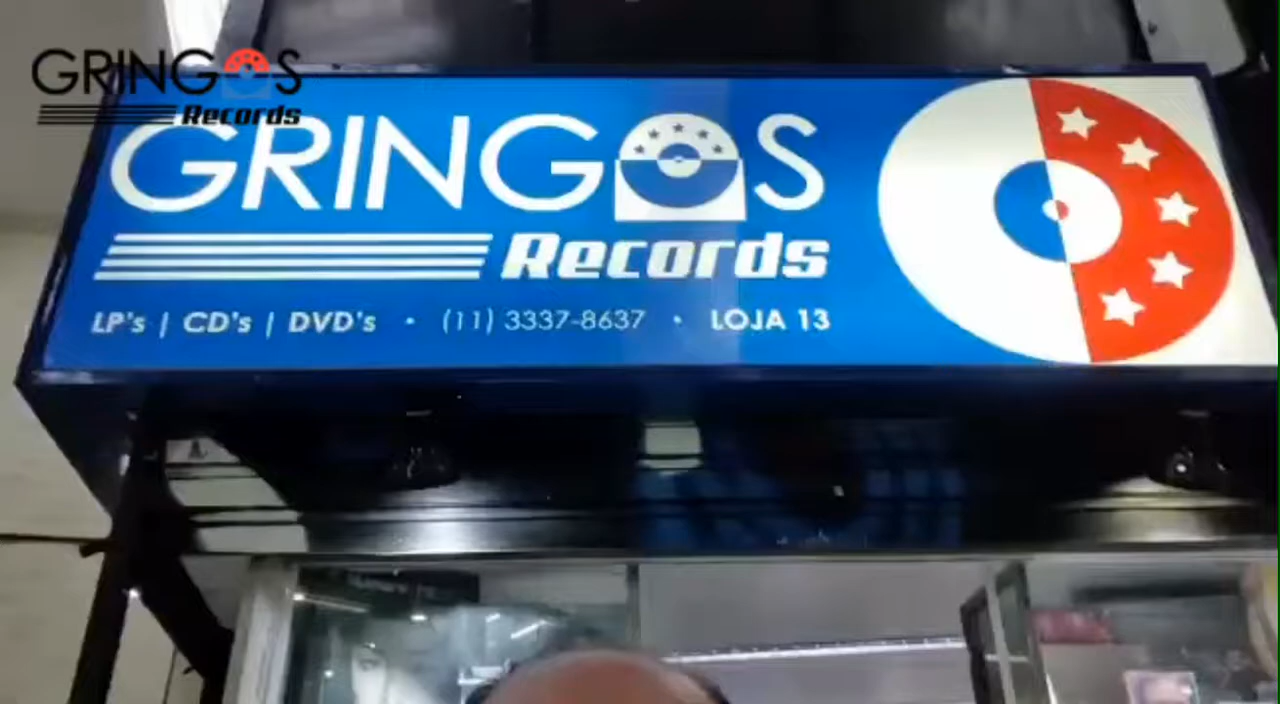 GRINGOS
Records
GRINGOS
Records
LP's | CD's | DVD's • (11) 3337-8637 • LOJA 13